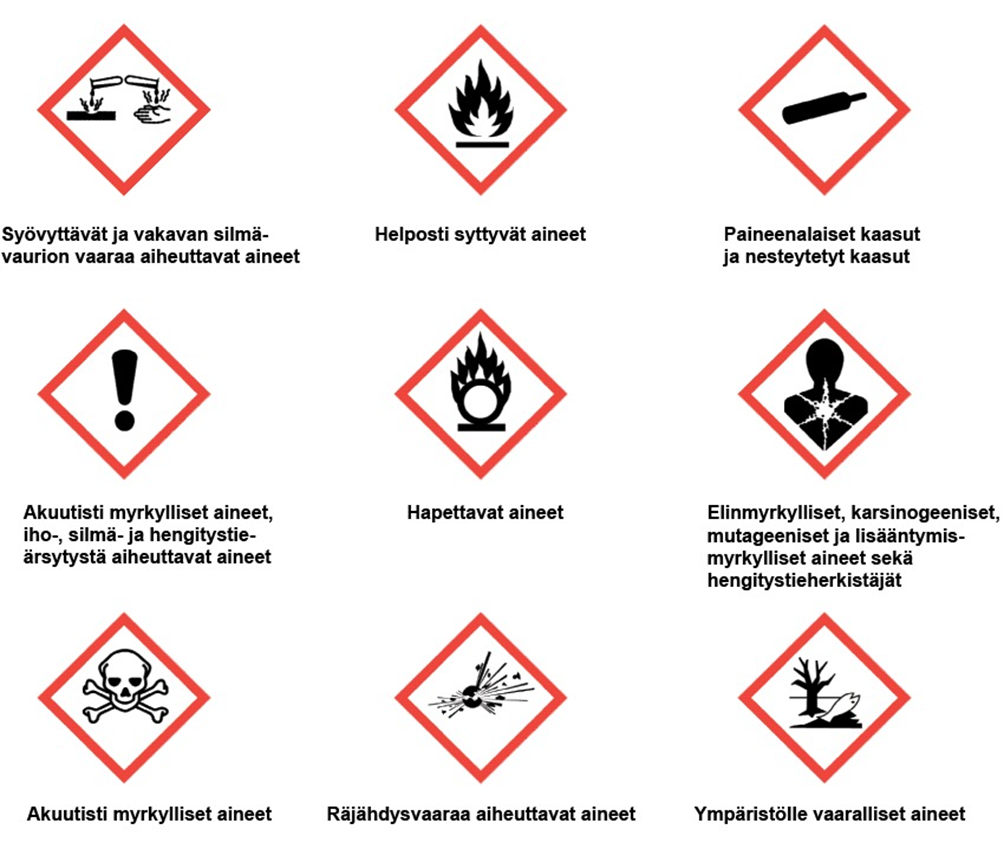 Syövyttävät ja vakavan silmä-
vaurion vaaraa aiheuttavat aineet
Helposti syttyvät aineet
Paineenalaiset kaasut
ja nesteytetyt kaasut
Akuutisti myrkylliset aineet,
iho-, silmä- ja hengitystie-
ärsytystä aiheuttavat aineet
Hapettavat aineet
Elinmyrkylliset, karsinogeeniset,
mutageeniset ja lisääntymis-
myrkylliset aineet sekä
hengitystieherkistäjät
Akuutisti myrkylliset aineet
Räjähdysvaaraa aiheuttavat aineet
Ympäristölle vaaralliset aineet